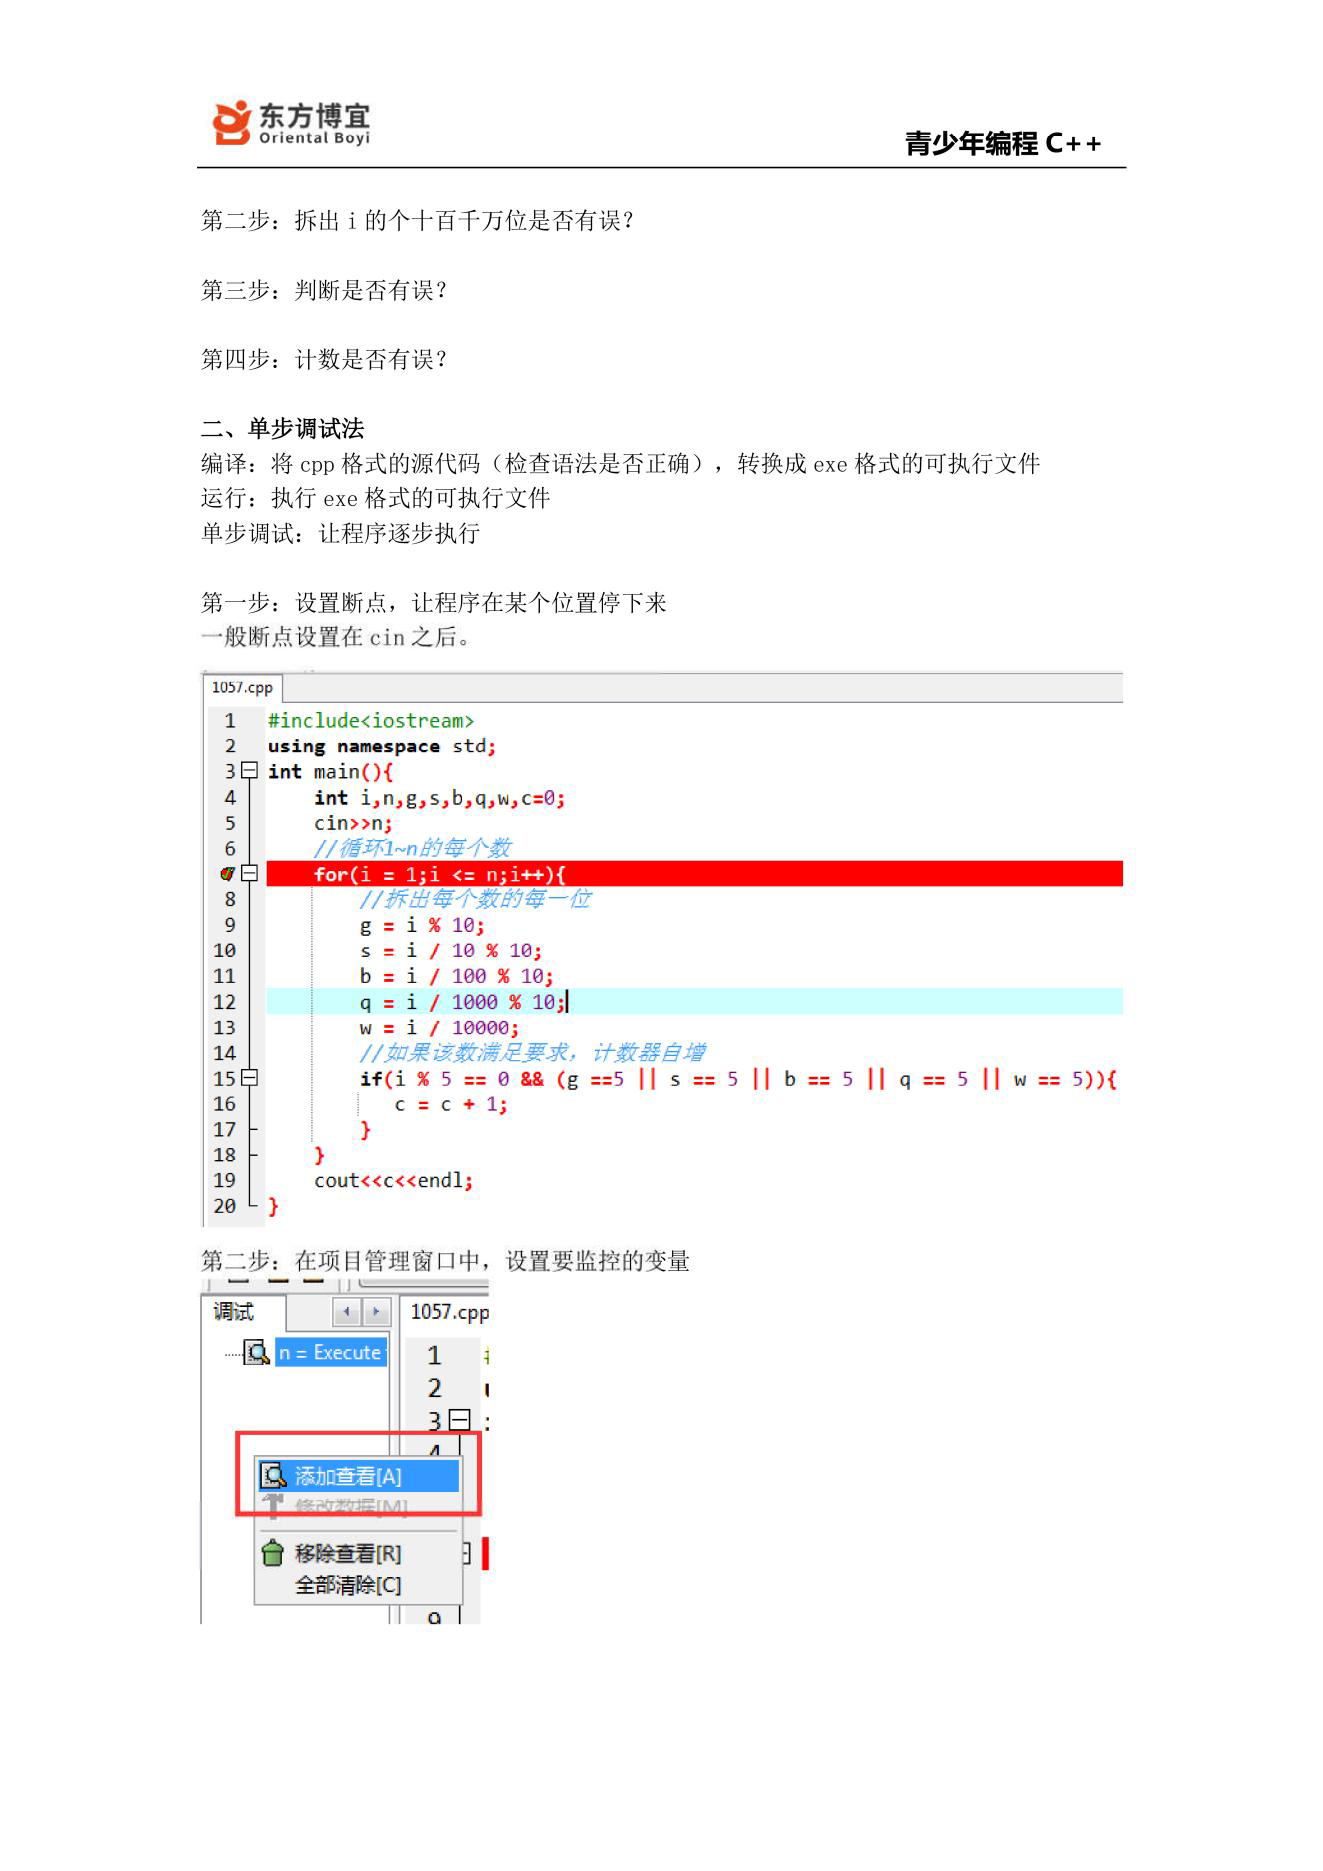 东方博宜
Oriental Boyi
青少年编程 C++
第二步：拆出 i 的个十百千万位是否有误？
第三步：判断是否有误？
第四步：计数是否有误？
二、单步调试法
编译：将 cpp 格式的源代码（检查语法是否正确），转换成 exe 格式的可执行文件
运行：执行 exe 格式的可执行文件
单步调试：让程序逐步执行
第一步：设置断点，让程序在某个位置停下来
一般断点设置在 cin 之后。
1057.cpp
1 #include<iostream>
2 using namespace std;
3 int main(){
4     int i,n,g,s,b,q,w,c=0;
5     cin>>n;
6     //循环1~n的每个数
    for(i = 1;i <= n;i++){
8         //拆出每个数的每一位
9         g = i % 10;
10         s = i / 10 % 10;
11         b = i / 100 % 10;
12         q = i / 1000 % 10;
13         w = i / 10000;
14         //如果该数满足要求，计数器自增
15         if(i % 5 == 0 && (g ==5 || s == 5 || b == 5 || q == 5 || w == 5)){
16            c = c + 1;
17         }
18     }
19     cout<<c<<endl;
20 }
第二步：在项目管理窗口中，设置要监控的变量
调试 1057.cpp
n = Execute 1
2
3
4
添加查看[A]
修改数据[M]
移除查看[R]
全部清除[C]
9